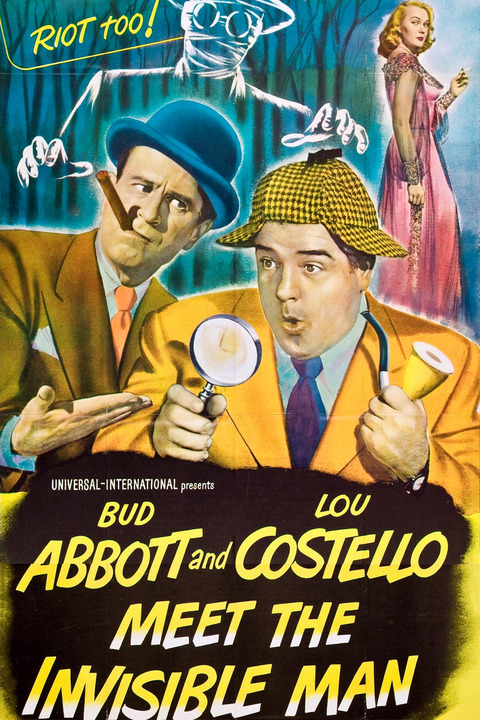 RIOT TOO!
UNIVERSAL-INTERNATIONAL presents
BUD LOU
ABBOTT and COSTELLO
MEET THE
INVISIBLE MAN